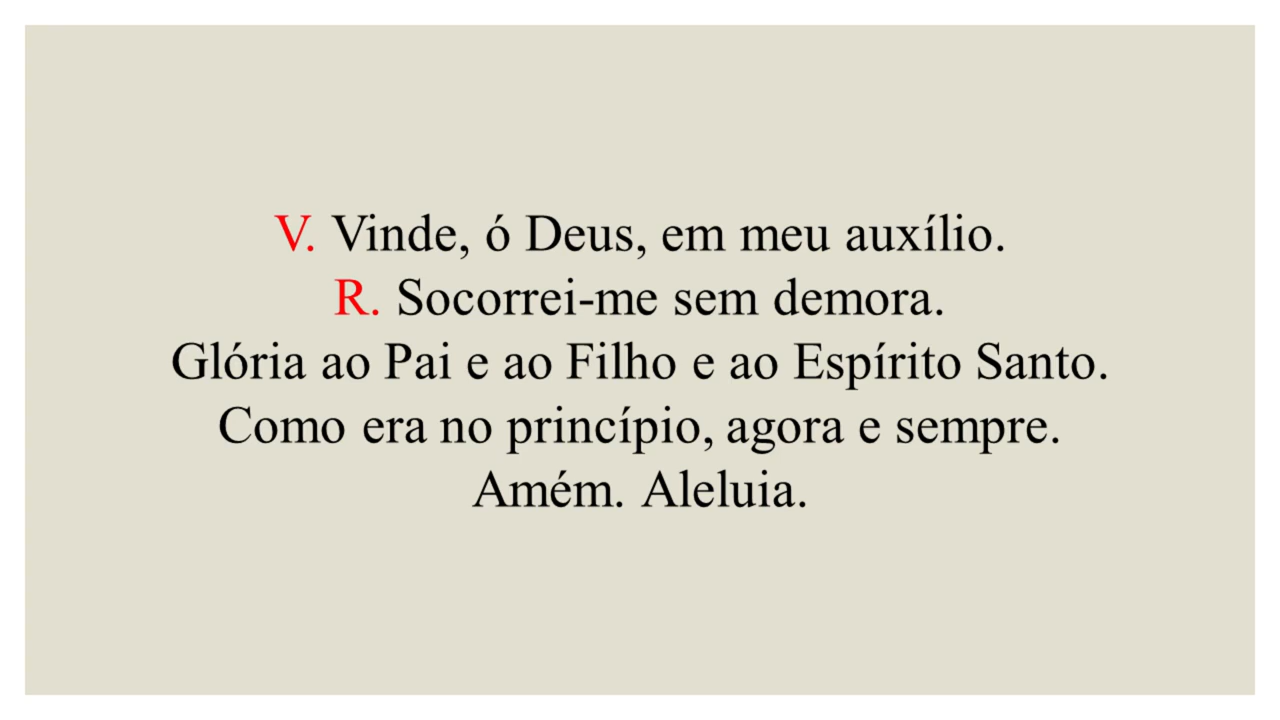 V. Vinde, ó Deus, em meu auxílio.
R. Socorrei-me sem demora.
Glória ao Pai e ao Filho e ao Espírito Santo.
Como era no princípio, agora e sempre.
Amém. Aleluia.